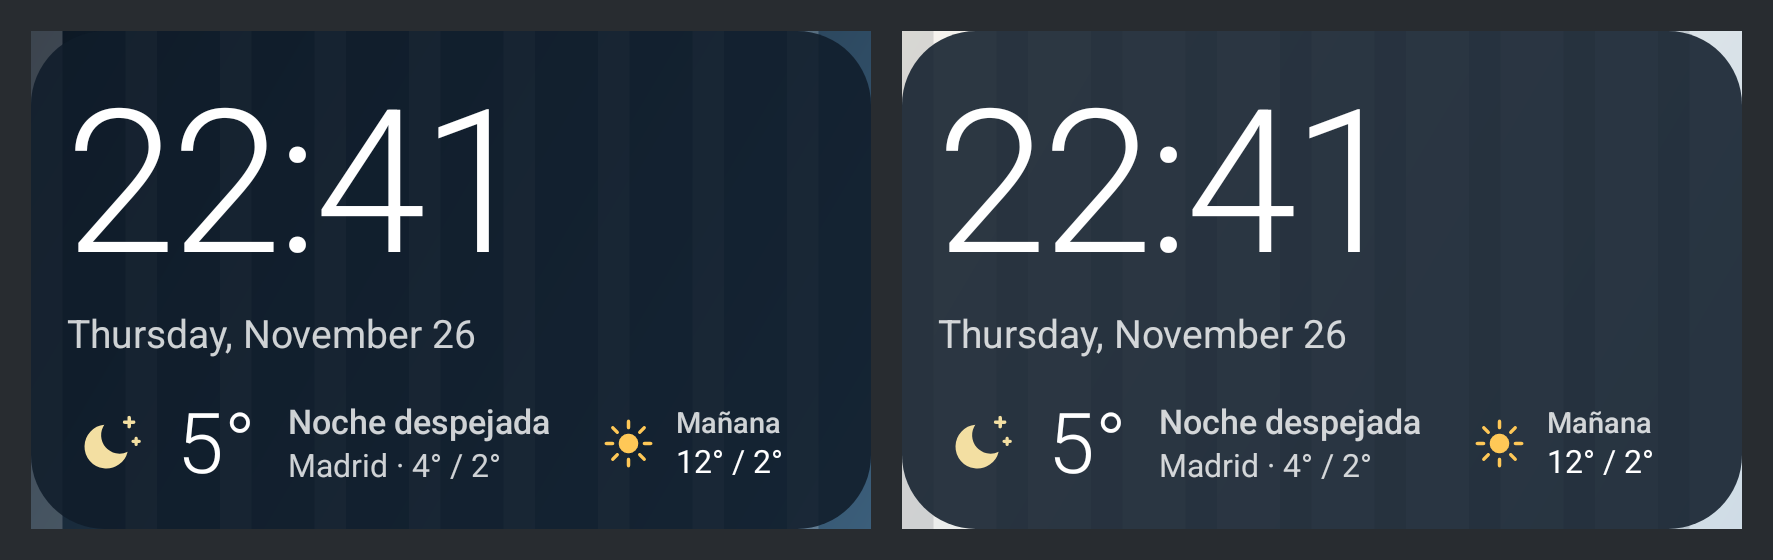 22:41
Thursday, November 26
5°
Noche despejada
Madrid · 4° / 2°
Mañana
12° / 2°
22:41
Thursday, November 26
5°
Noche despejada
Madrid · 4° / 2°
Mañana
12° / 2°